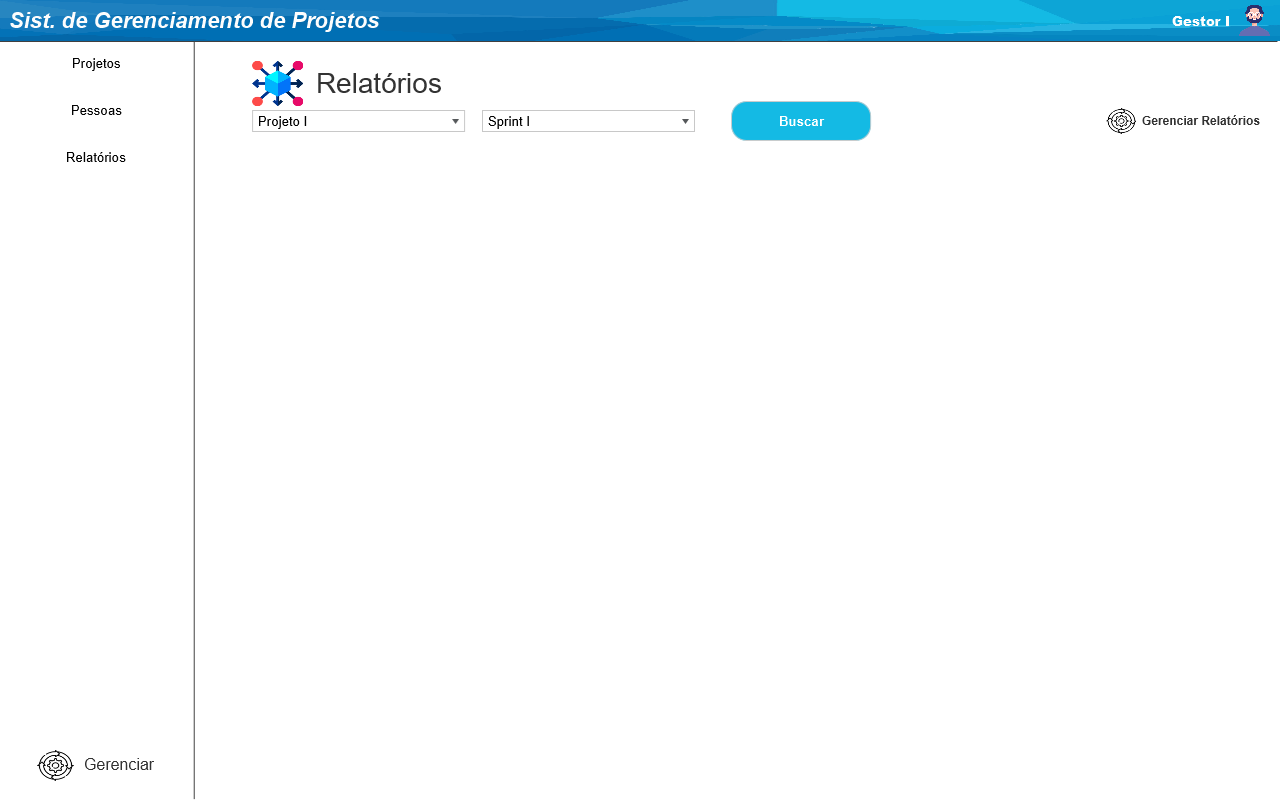 Sist. de Gerenciamento de Projetos
Gestor I
Projetos
Pessoas
Relatórios
Relatórios
Projeto I
Sprint I
Buscar
Gerenciar Relatórios
Gerenciar